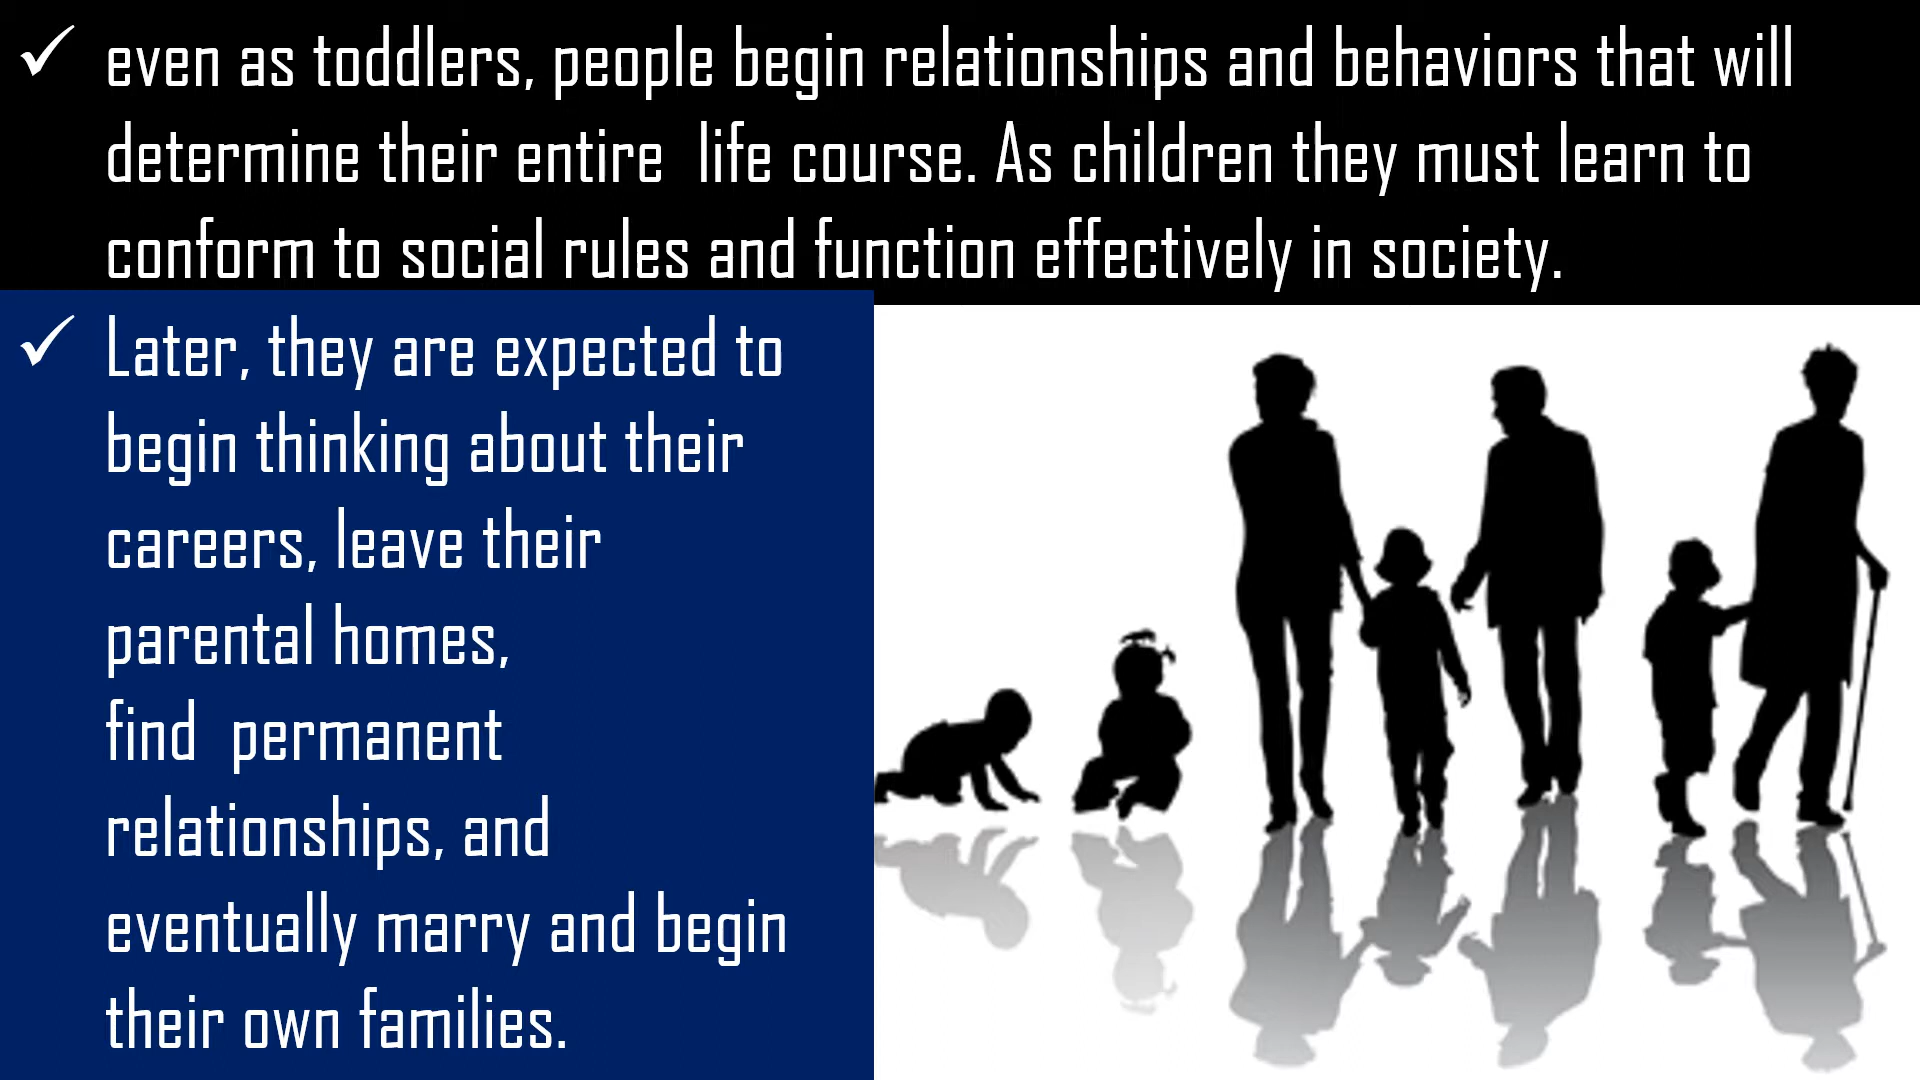 ✓ even as toddlers, people begin relationships and behaviors that will
determine their entire life course. As children they must learn to
conform to social rules and function effectively in society.
✓ Later, they are expected to
begin thinking about their
careers, leave their
parental homes,
find permanent
relationships, and
eventually marry and begin
their own families.